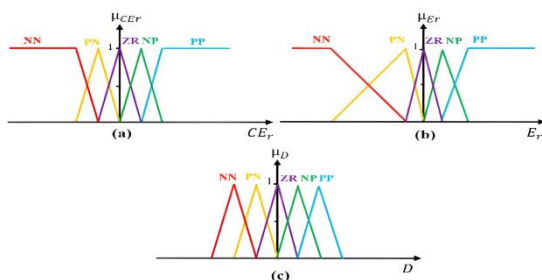 μCEr
NN PN ZR NP PP
1
(a) CEr
μEr
NN PN ZR NP PP
1
(b) Er
μD
NN PN ZR NP PP
1
D
(c)